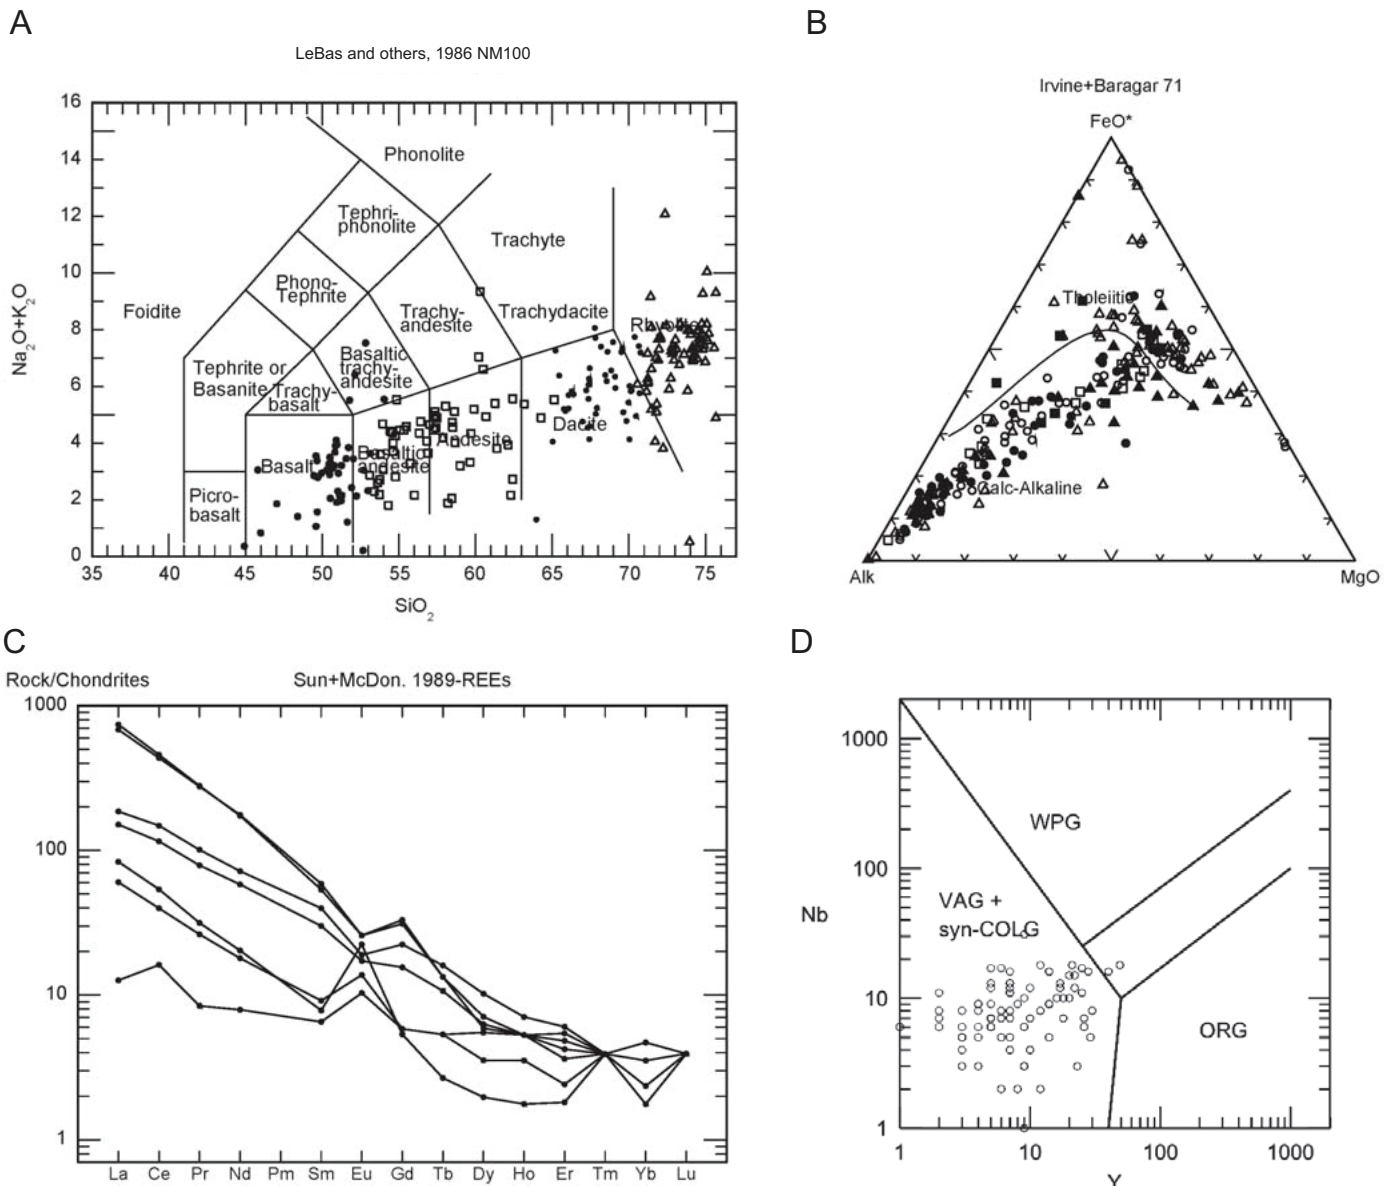 A
LeBas and others, 1986 NM100
16
14
12
10
8
6
4
2
0
Na2O+K2O
35
40
45
50
55
60
65
70
75
SiO2
Phonolite
Tephri-
phonolite
Trachyte
Phono-
Tephrite
Foidite
Trachy-
andesite
Trachydacite
Rhyolite
Basaltic
trachy-
andesite
Tephrite or
Basanite
Trachy-
basalt
Dacite
Andesite
Basaltic
andesite
Basalt
Picro-
basalt
B
Irvine+Baragar 71
FeO*
Tholeiitic
Calc-Alkaline
Alk
MgO
C
Rock/Chondrites
Sun+McDon. 1989-REEs
1000
100
10
1
La
Ce
Pr
Nd
Pm
Sm
Eu
Gd
Tb
Dy
Ho
Er
Tm
Yb
Lu
D
1000
100
10
1
Nb
WPG
VAG +
syn-COLG
ORG
1
10
100
1000
Y